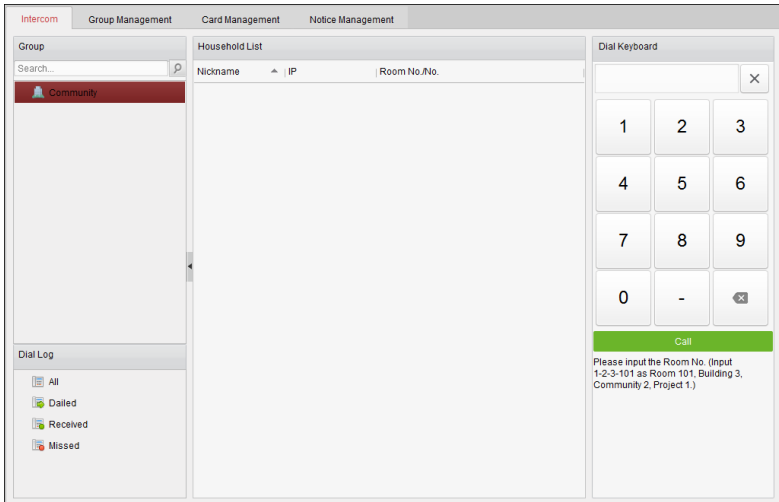 Intercom
Group Management
Card Management
Notice Management
Group
Search...
Community
Household List
Nickname
IP
Room No./No.
Dial Keyboard
1 2 3
4 5 6
7 8 9
0 -
Call
Please input the Room No. (Input
1-2-3-101 as Room 101, Building 3,
Community 2, Project 1.)
Dial Log
All
Dailed
Received
Missed